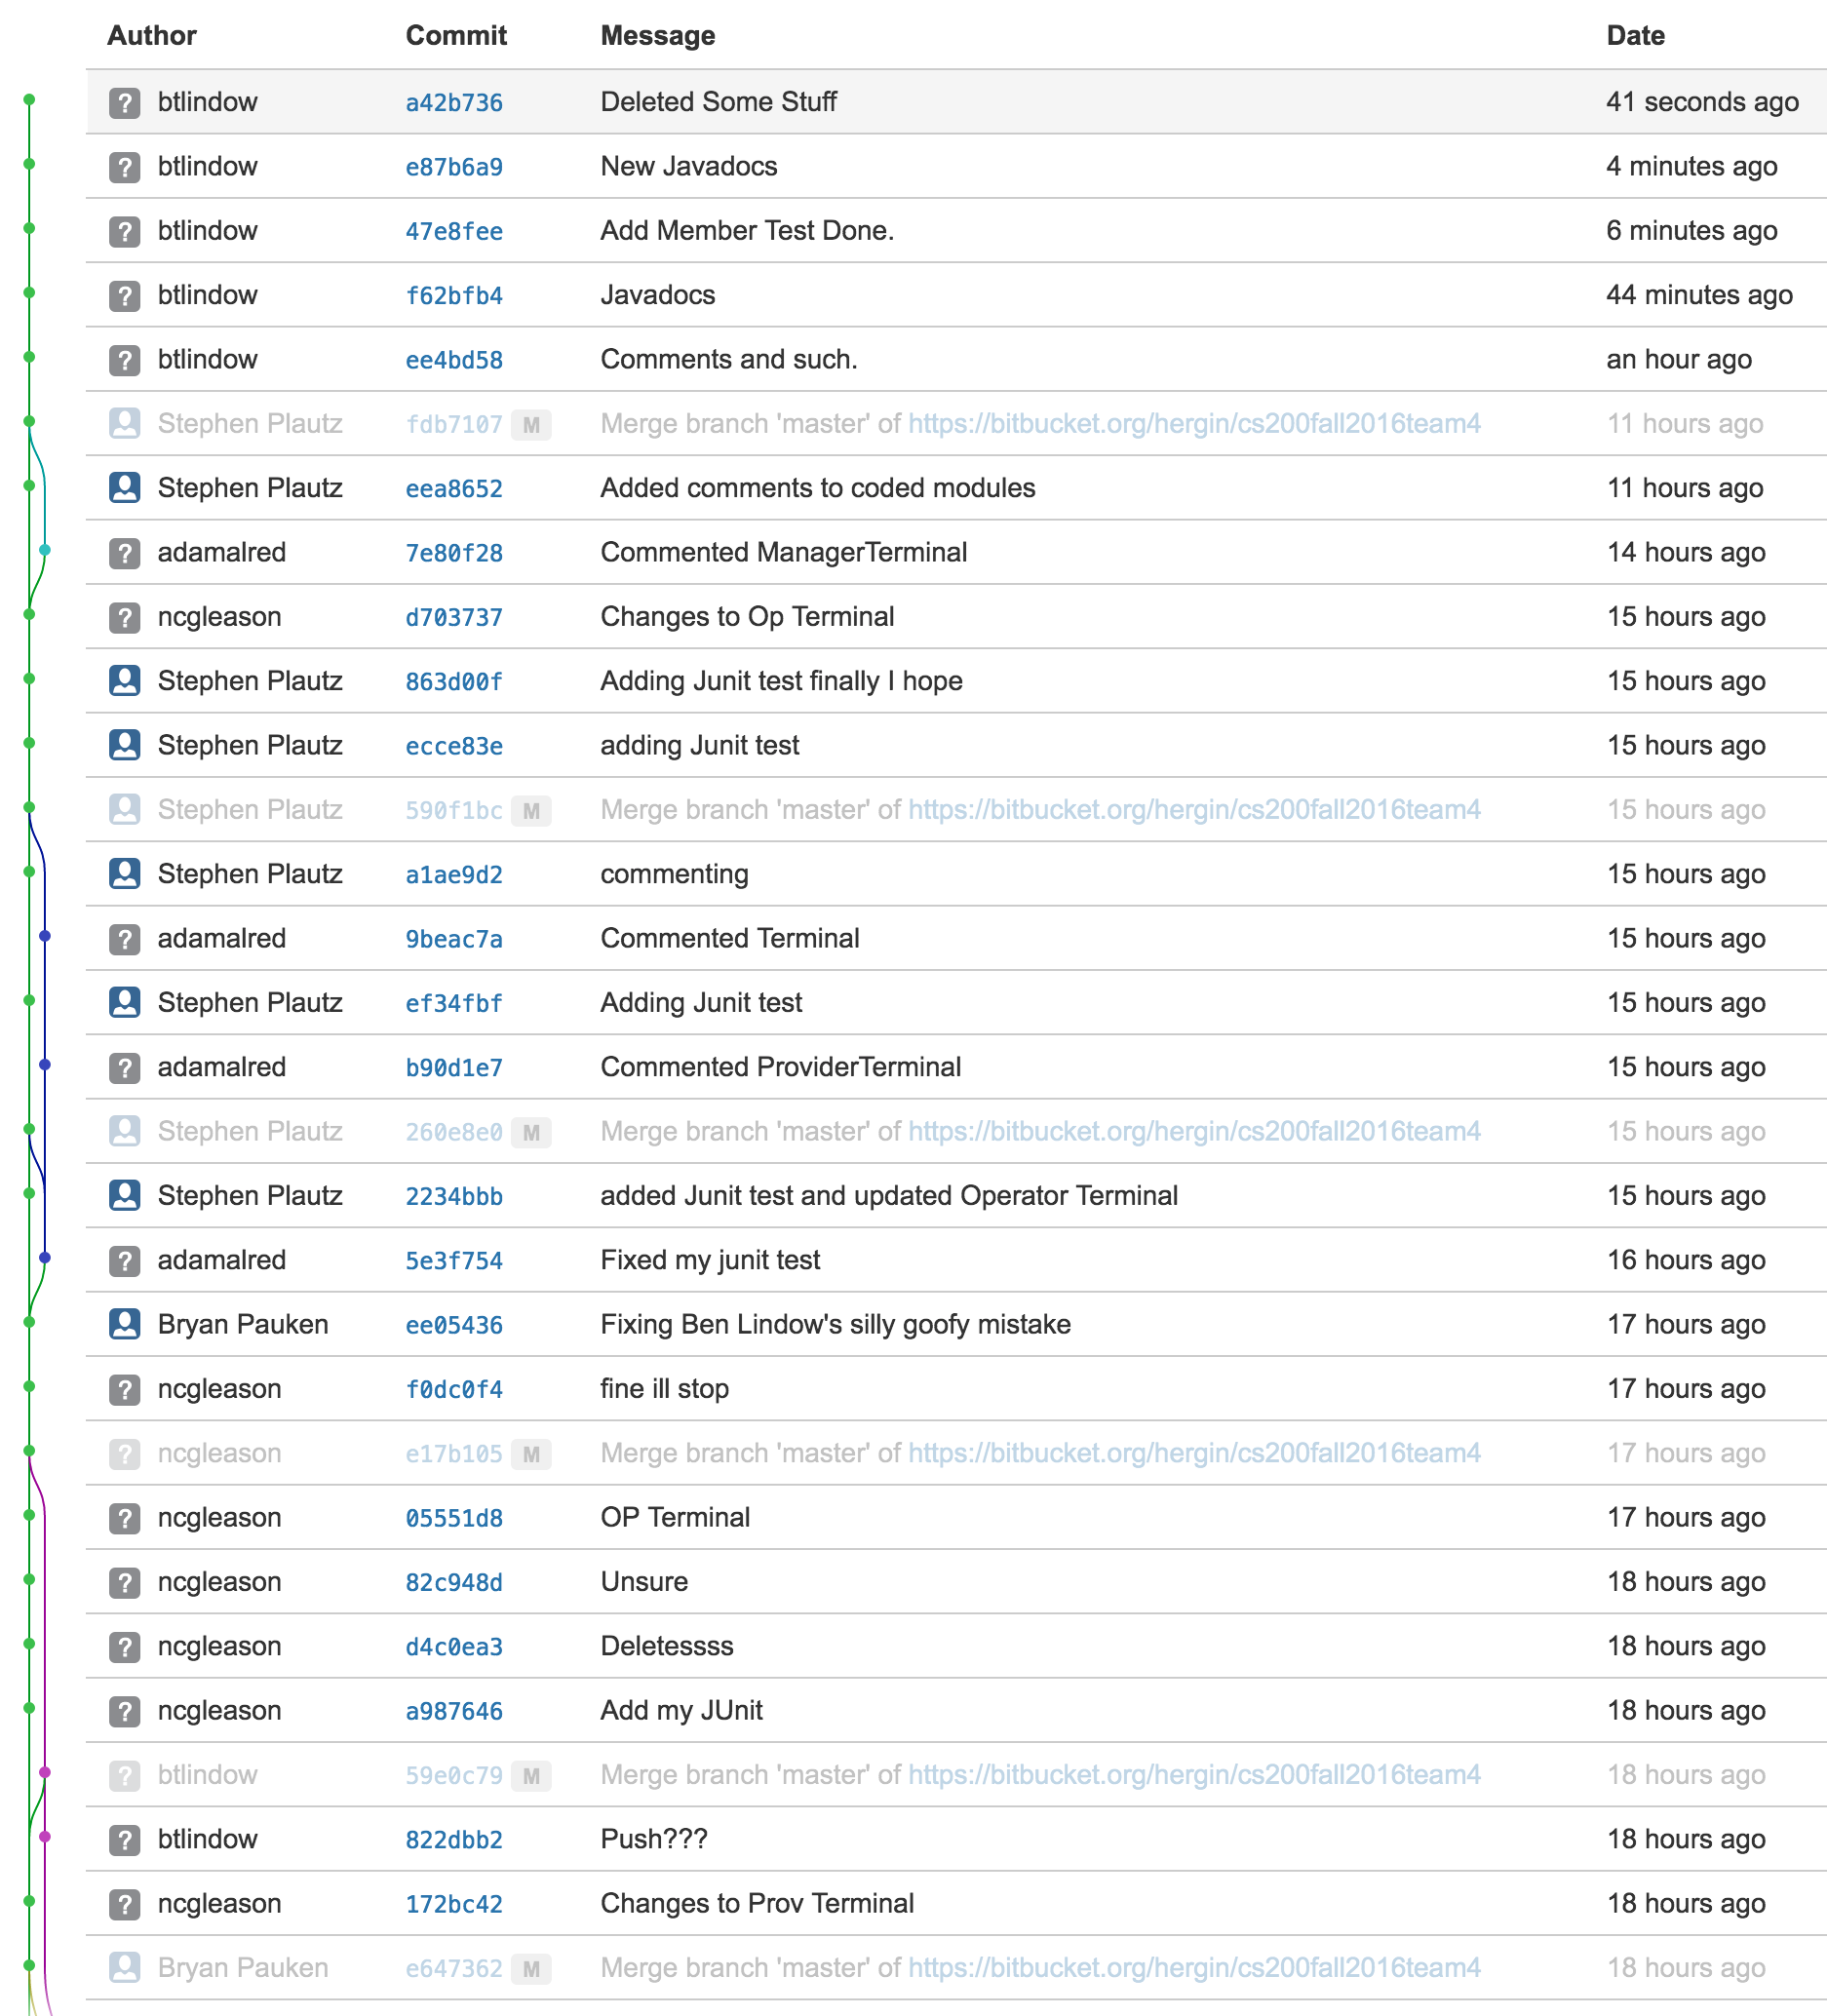 Author Commit Message Date
? btlindow a42b736 Deleted Some Stuff 41 seconds ago
? btlindow e87b6a9 New Javadocs 4 minutes ago
? btlindow 47e8fee Add Member Test Done. 6 minutes ago
? btlindow f62bfb4 Javadocs 44 minutes ago
? btlindow ee4bd58 Comments and such. an hour ago
Stephen Plautz fdb7107 M Merge branch 'master' of https://bitbucket.org/hergin/cs200fall2016team4 11 hours ago
Stephen Plautz eea8652 Added comments to coded modules 11 hours ago
? adamalred 7e80f28 Commented ManagerTerminal 14 hours ago
? ncgleason d703737 Changes to Op Terminal 15 hours ago
Stephen Plautz 863d00f Adding Junit test finally I hope 15 hours ago
Stephen Plautz ecce83e adding Junit test 15 hours ago
Stephen Plautz 590f1bc M Merge branch 'master' of https://bitbucket.org/hergin/cs200fall2016team4 15 hours ago
Stephen Plautz a1ae9d2 commenting 15 hours ago
? adamalred 9beac7a Commented Terminal 15 hours ago
Stephen Plautz ef34fbf Adding Junit test 15 hours ago
? adamalred b90d1e7 Commented ProviderTerminal 15 hours ago
Stephen Plautz 260e8e0 M Merge branch 'master' of https://bitbucket.org/hergin/cs200fall2016team4 15 hours ago
Stephen Plautz 2234bbb added Junit test and updated Operator Terminal 15 hours ago
? adamalred 5e3f754 Fixed my junit test 16 hours ago
Bryan Pauken ee05436 Fixing Ben Lindow's silly goofy mistake 17 hours ago
? ncgleason f0dc0f4 fine ill stop 17 hours ago
? ncgleason e17b105 M Merge branch 'master' of https://bitbucket.org/hergin/cs200fall2016team4 17 hours ago
? ncgleason 05551d8 OP Terminal 17 hours ago
? ncgleason 82c948d Unsure 18 hours ago
? ncgleason d4c0ea3 Deletessss 18 hours ago
? ncgleason a987646 Add my JUnit 18 hours ago
? btlindow 59e0c79 M Merge branch 'master' of https://bitbucket.org/hergin/cs200fall2016team4 18 hours ago
? btlindow 822dbb2 Push??? 18 hours ago
? ncgleason 172bc42 Changes to Prov Terminal 18 hours ago
Bryan Pauken e647362 M Merge branch 'master' of https://bitbucket.org/hergin/cs200fall2016team4 18 hours ago